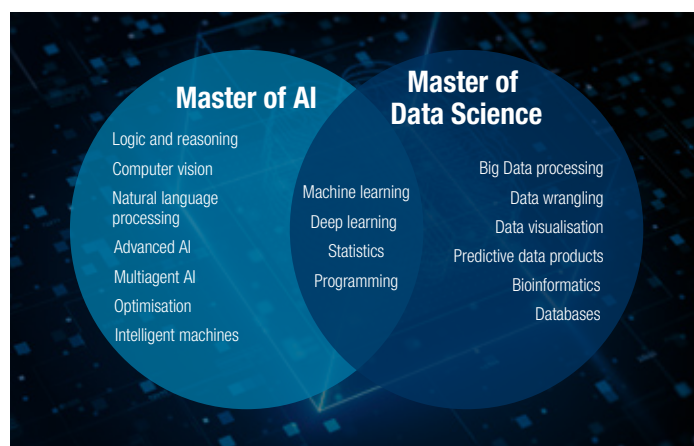 Master of AI
Logic and reasoning
Computer vision
Natural language
processing
Advanced AI
Multiagent AI
Optimisation
Intelligent machines
Machine learning
Deep learning
Statistics
Programming
Master of
Data Science
Big Data processing
Data wrangling
Data visualisation
Predictive data products
Bioinformatics
Databases